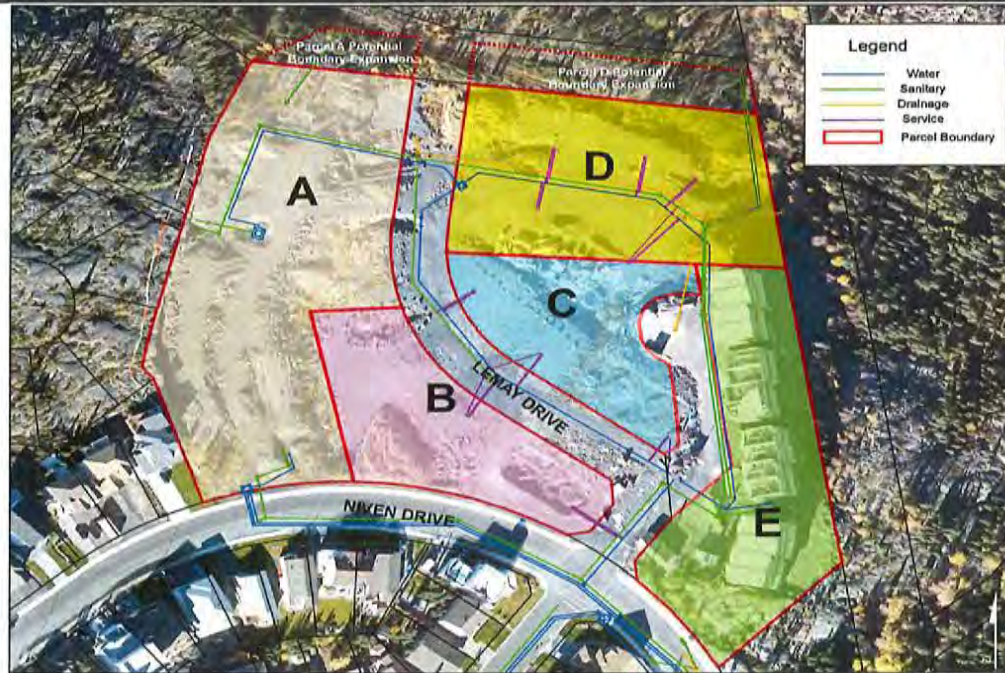 Parcel A Potential
Boundary Expansion
Parcel D Potential
Boundary Expansion
Legend
Water
Sanitary
Drainage
Service
Parcel Boundary
A
D
C
B
LEMAY DRIVE
E
NIVEN DRIVE